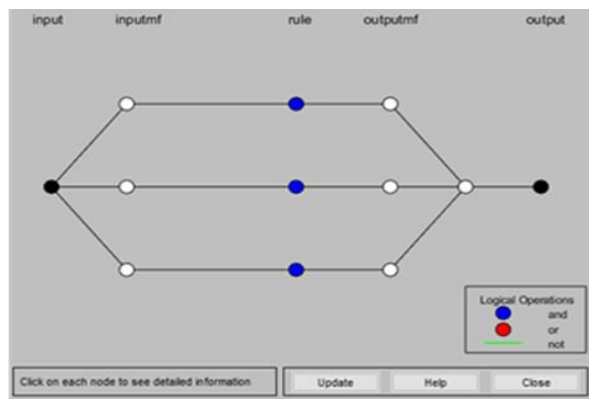 input inputmf rule outputmf output
Logical Operations
and
or
not
Click on each node to see detailed information
Update Help Close